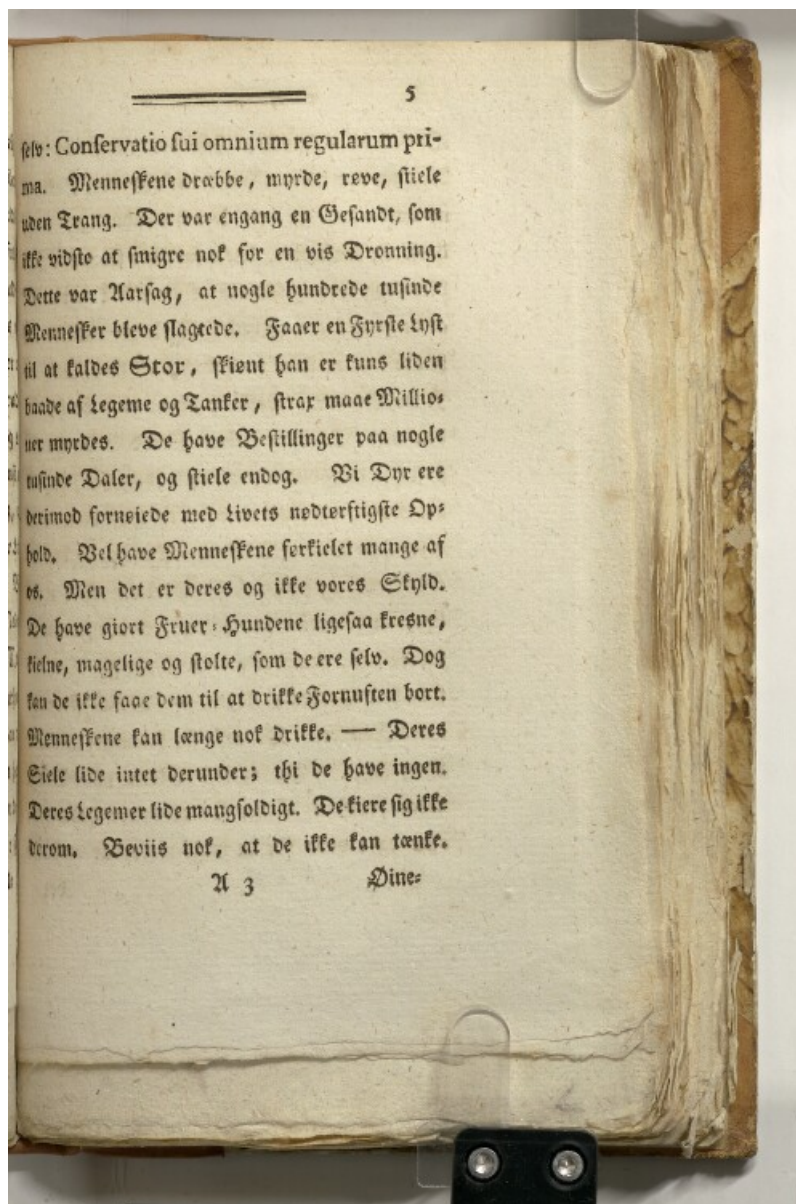 5
selv: Conservatio sui omnium regularum pri-
ma. Menneskene dræbbe, myrde, røve, stiele
uden Trang. Der var engang en Gesandt, som
ikke vidste at smigre nok for en vis Dronning.
Dette var Aarsag, at nogle hundrede tusinde
Mennesker bleve slagtede. Faaer en Fyrste Lyst
til at kaldes Stor, skiønt han er kuns liden
baade af Legeme og Tanker, strax maae Millio-
ner myrdes. De have Bestillinger paa nogle
tusinde Daler, og stiele endog. Vi Dyr ere
derimod fornøiede med Livets nødtørftigste Op-
hold. Vel have Menneskene forkielet mange af
os. Men det er deres og ikke vores Skyld.
De have giort Fruer-Hundene ligesaa kresne,
kielne, magelige og stolte, som de ere selv. Dog
kan de ikke faae dem til at drikke Fornuften bort.
Menneskene kan længe nok drikke. — Deres
Siele lide intet derunder; thi de have ingen.
Deres Legemer lide mangfoldigt. De kiere sig ikke
derom. Beviis nok, at de ikke kan tænke.
A 3 Øine-